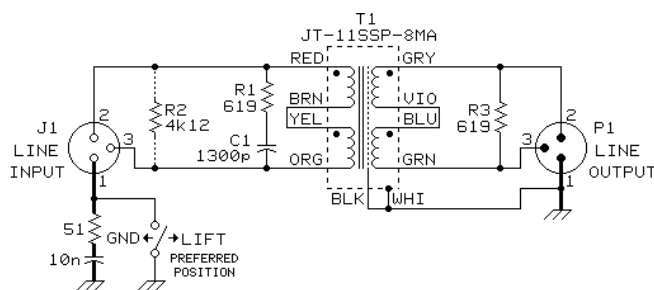 T1
JT-11SSP-8MA
RED
GRY
2
R1
619
R2
4k12
BRN
VIO
R3
619
2
J1
3
YEL
BLU
3
P1
LINE
INPUT
C1
1300p
LINE
OUTPUT
1
ORG
GRN
1
BLK
WHI
51
GND
LIFT
10n
PREFERRED
POSITION